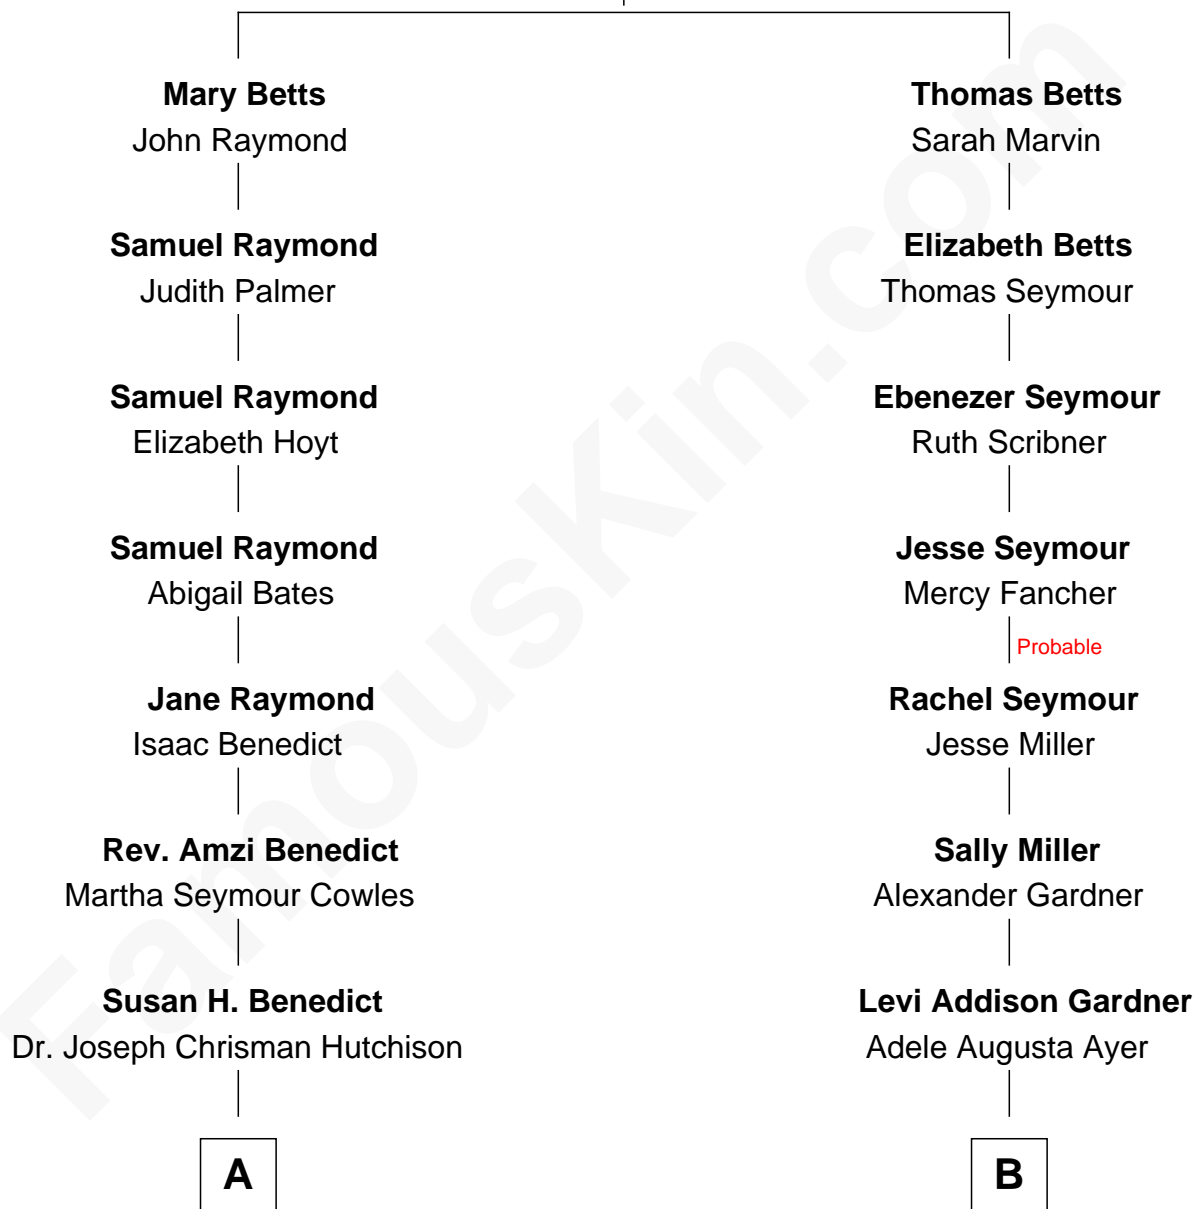 Mary Betts
John Raymond
Thomas Betts
Sarah Marvin
Samuel Raymond
Judith Palmer
Elizabeth Betts
Thomas Seymour
Samuel Raymond
Elizabeth Hoyt
Ebenezer Seymour
Ruth Scribner
Samuel Raymond
Abigail Bates
Jesse Seymour
Mercy Fancher
Probable
Jane Raymond
Isaac Benedict
Rachel Seymour
Jesse Miller
Rev. Amzi Benedict
Martha Seymour Cowles
Sally Miller
Alexander Gardner
Susan H. Benedict
Dr. Joseph Chrisman Hutchison
Levi Addison Gardner
Adele Augusta Ayer
A
B
FamousKin.com